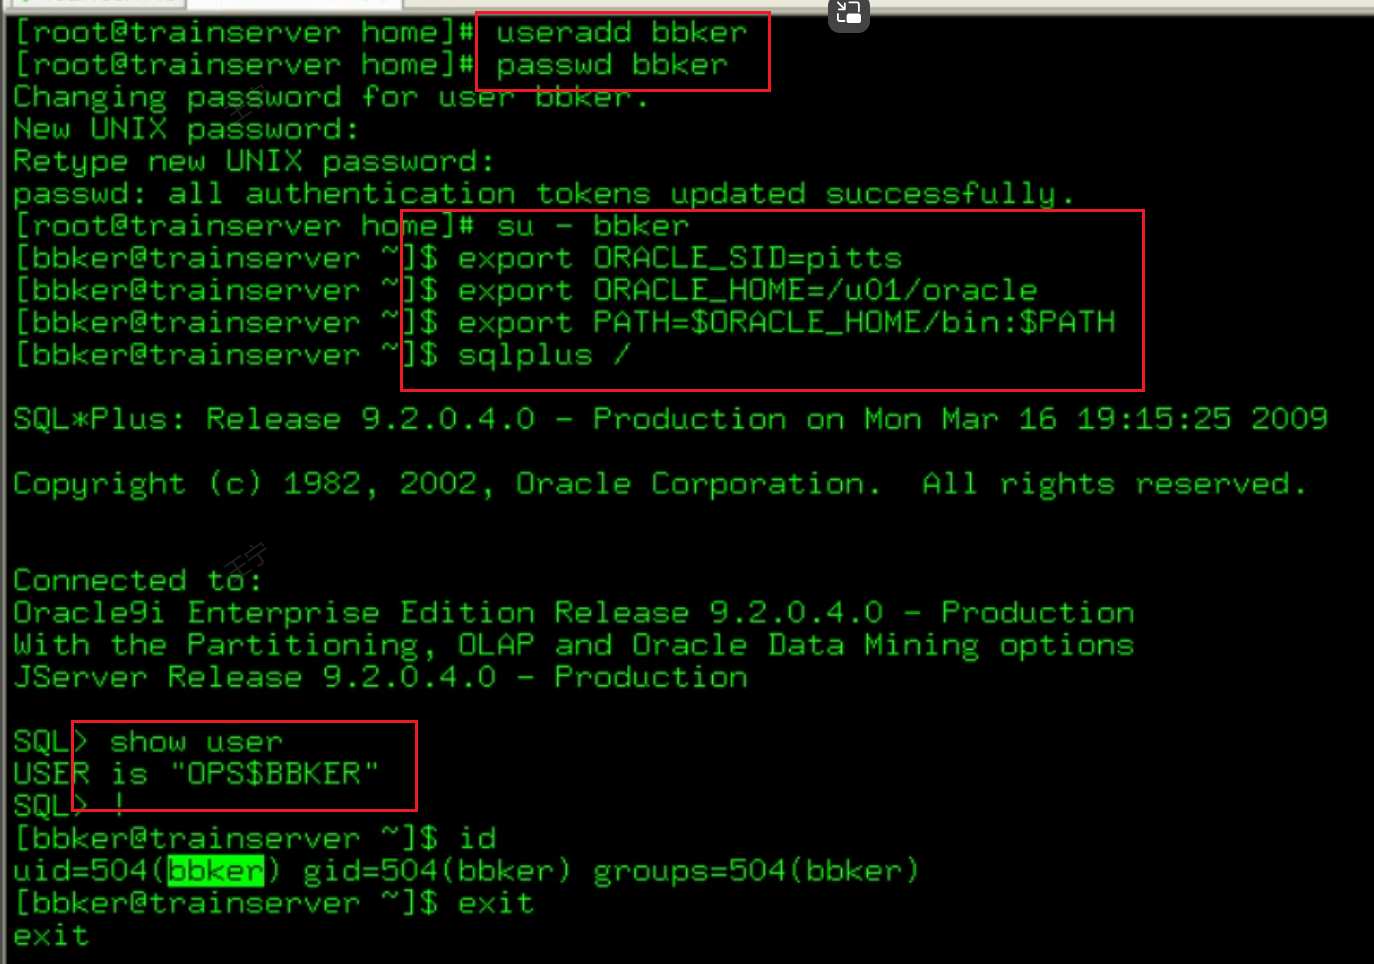 [root@trainserver home]# useradd bbker
[root@trainserver home]# passwd bbker
Changing password for user bbker.
New UNIX password:
Retype new UNIX password:
passwd: all authentication tokens updated successfully.
[root@trainserver home]# su - bbker
[bbker@trainserver ~]$ export ORACLE_SID=pitts
[bbker@trainserver ~]$ export ORACLE_HOME=/u01/oracle
[bbker@trainserver ~]$ export PATH=$ORACLE_HOME/bin:$PATH
[bbker@trainserver ~]$ sqlplus /
SQL*Plus: Release 9.2.0.4.0 - Production on Mon Mar 16 19:15:25 2009
Copyright (c) 1982, 2002, Oracle Corporation.  All rights reserved.
王宁
Connected to:
Oracle9i Enterprise Edition Release 9.2.0.4.0 - Production
With the Partitioning, OLAP and Oracle Data Mining options
JServer Release 9.2.0.4.0 - Production
SQL> show user
USER is "OPS$BBKER"
SQL> !
[bbker@trainserver ~]$ id
uid=504(bbker) gid=504(bbker) groups=504(bbker)
[bbker@trainserver ~]$ exit
exit